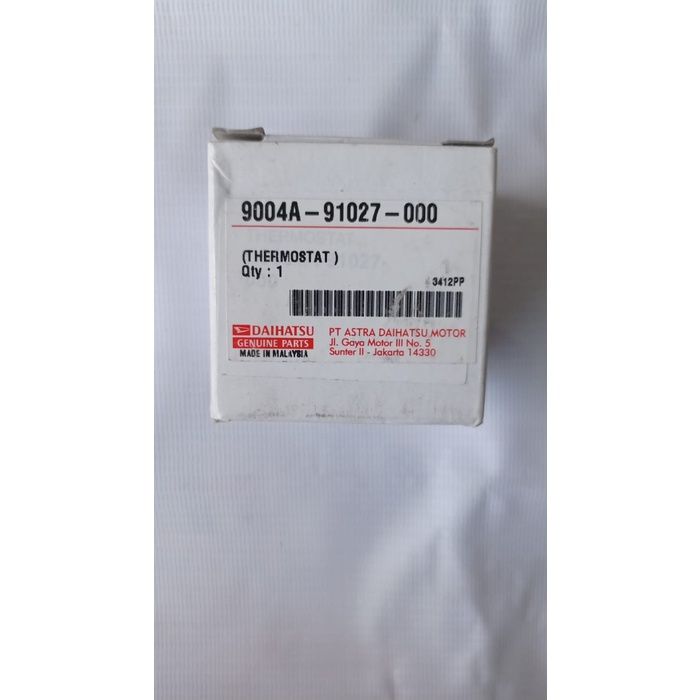 9004A-91027-000
THERMOSTAT
(THERMOSTAT )
Qty : 1
3412PP
DAIHATSU
GENUINE PARTS
MADE IN MALAYSIA
PT ASTRA DAIHATSU MOTOR
Jl. Gaya Motor III No. 5
Sunter II - Jakarta 14330